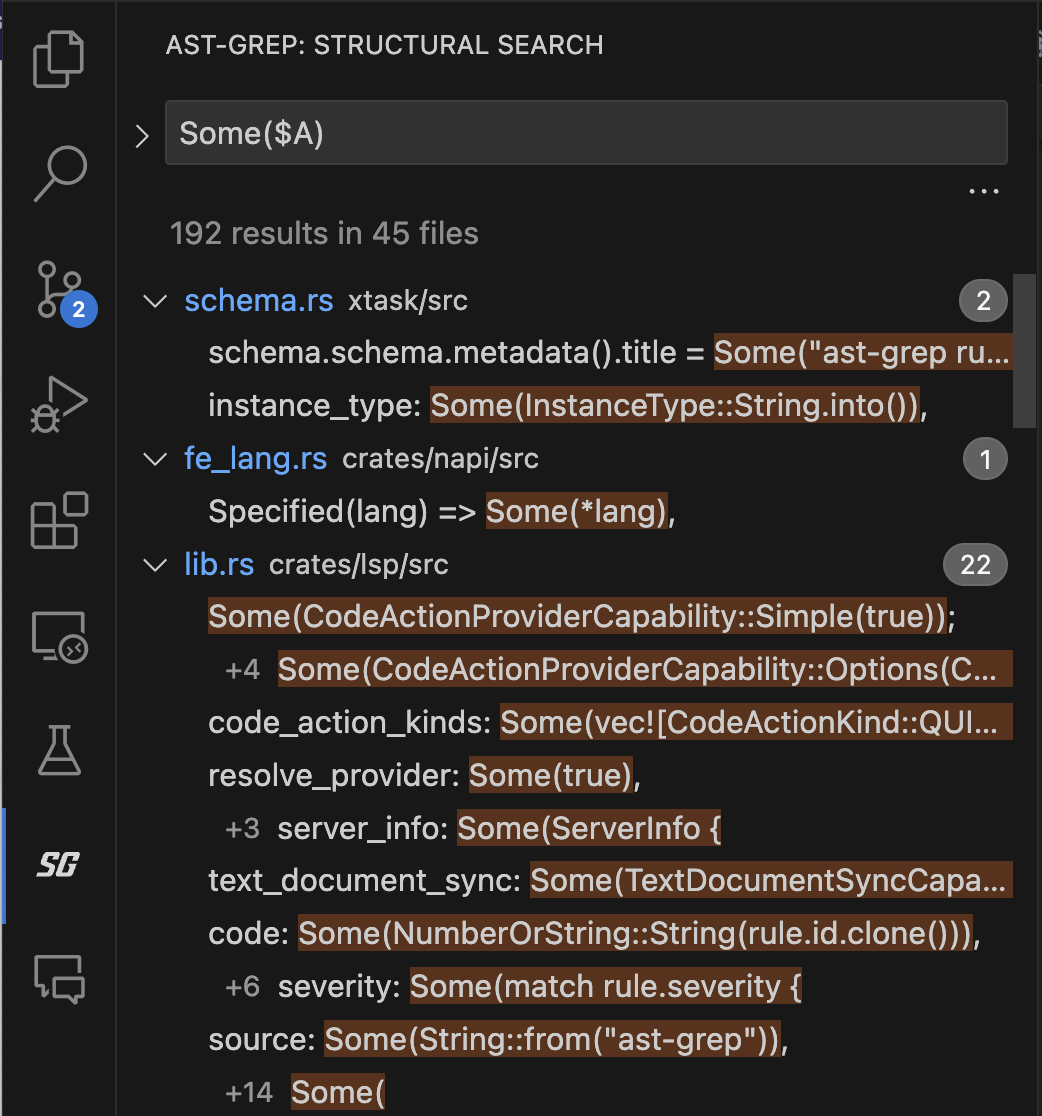 AST-GREP: STRUCTURAL SEARCH
Some($A)
...
192 results in 45 files
schema.rs xtask/src 2
schema.schema.metadata().title = Some("ast-grep ru...
instance_type: Some(InstanceType::String.into()),
fe_lang.rs crates/napi/src 1
Specified(lang) => Some(*lang),
lib.rs crates/lsp/src 22
Some(CodeActionProviderCapability::Simple(true));
+4 Some(CodeActionProviderCapability::Options(C...
code_action_kinds: Some(vec![CodeActionKind::QUI...
resolve_provider: Some(true),
+3 server_info: Some(ServerInfo {
text_document_sync: Some(TextDocumentSyncCapa...
code: Some(NumberOrString::String(rule.id.clone())),
+6 severity: Some(match rule.severity {
source: Some(String::from("ast-grep")),
+14 Some(
2
SG